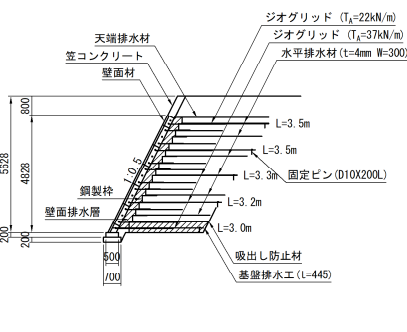 ジオグリッド (TA=22kN/m)
天端排水材
ジオグリッド (TA=37kN/m)
笠コンクリート
水平排水材(t=4mm W=300)
壁面材
800
L=3.5m
5628
4828
1:0.5
L=3.5m
L=3.3m
固定ピン(D10X200L)
鋼製枠
L=3.2m
壁面排水層
L=3.0m
200
200
吸出し防止材
500
基盤排水工(L=445)
700